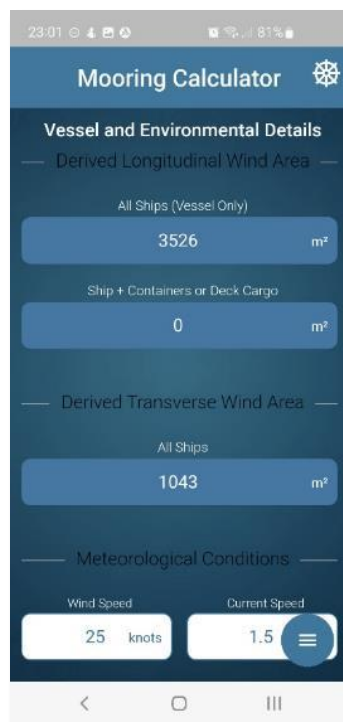 23:01 81%
Mooring Calculator
Vessel and Environmental Details
Derived Longitudinal Wind Area
All Ships (Vessel Only)
3526 m²
Ship + Containers or Deck Cargo
0 m²
Derived Transverse Wind Area
All Ships
1043 m²
Meteorological Conditions
Wind Speed Current Speed
25 knots 1.5